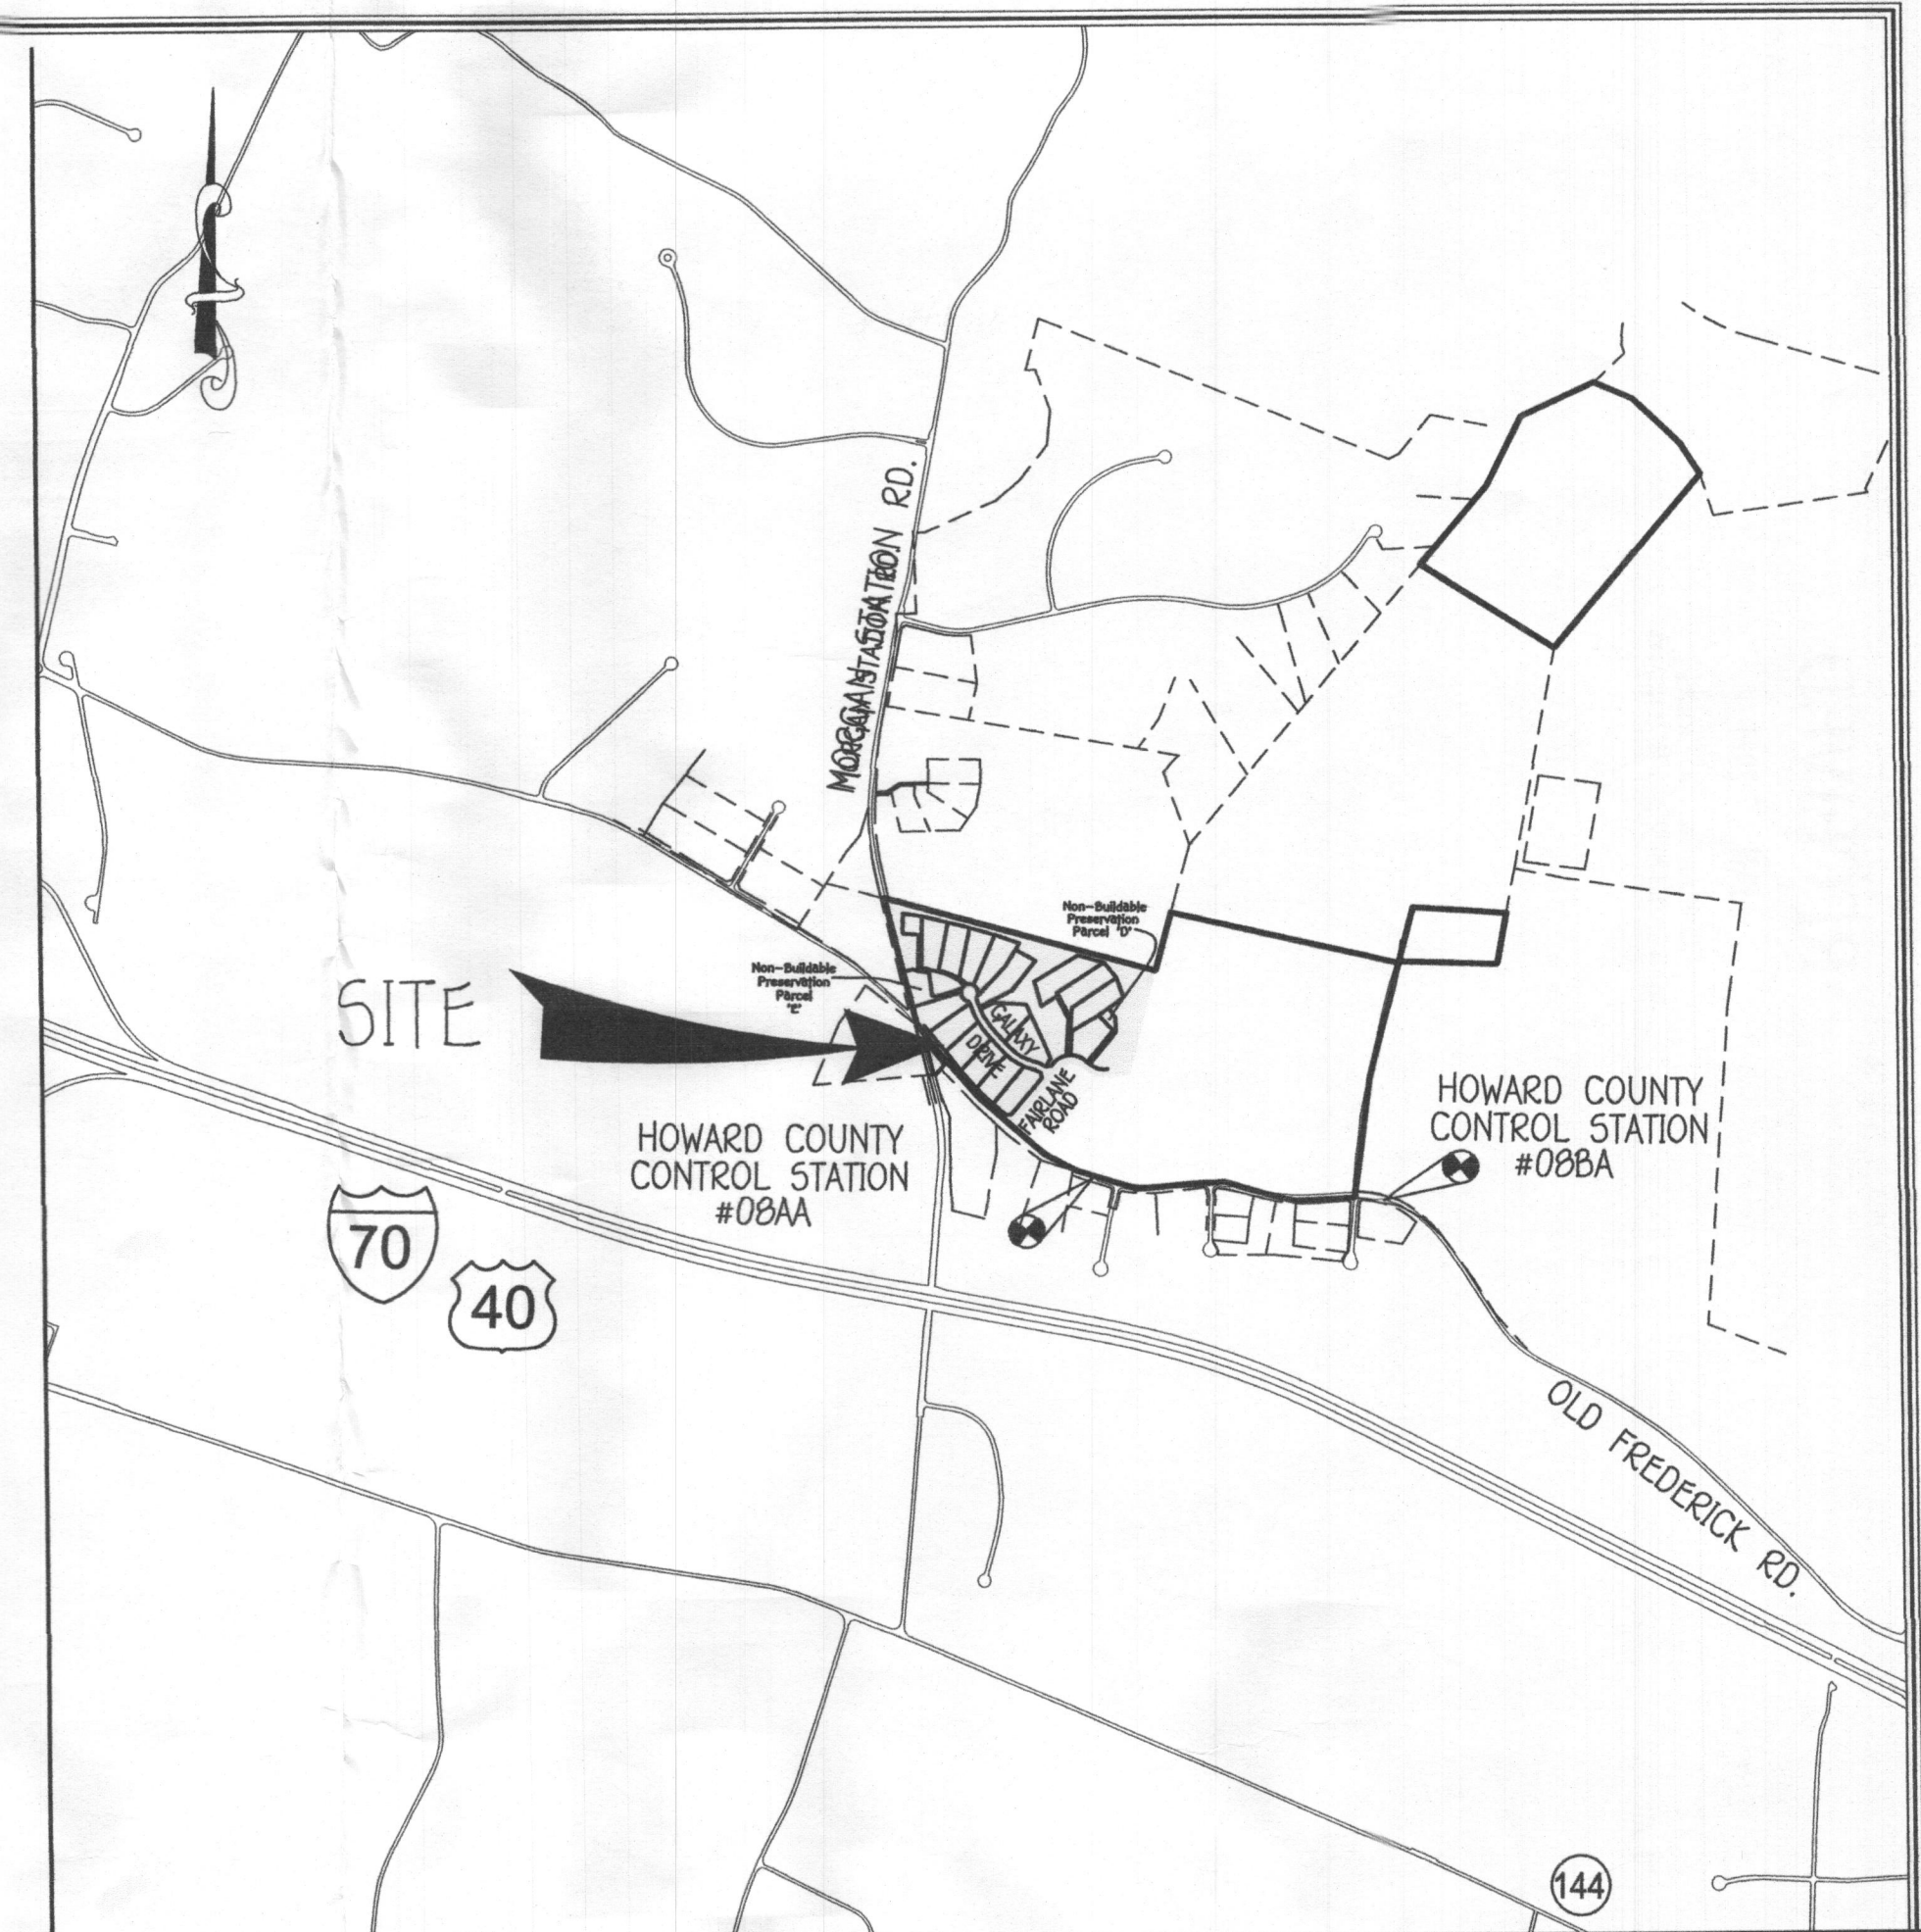 MORGAN STATION RD.
Non-Buildable
Preservation
Parcel 'D'
Non-Buildable
Preservation
Parcel
'E'
SITE
GALAXY
DRIVE
FAIRLANE
ROAD
HOWARD COUNTY
CONTROL STATION
#08BA
HOWARD COUNTY
CONTROL STATION
#08AA
70
40
OLD FREDERICK RD.
144